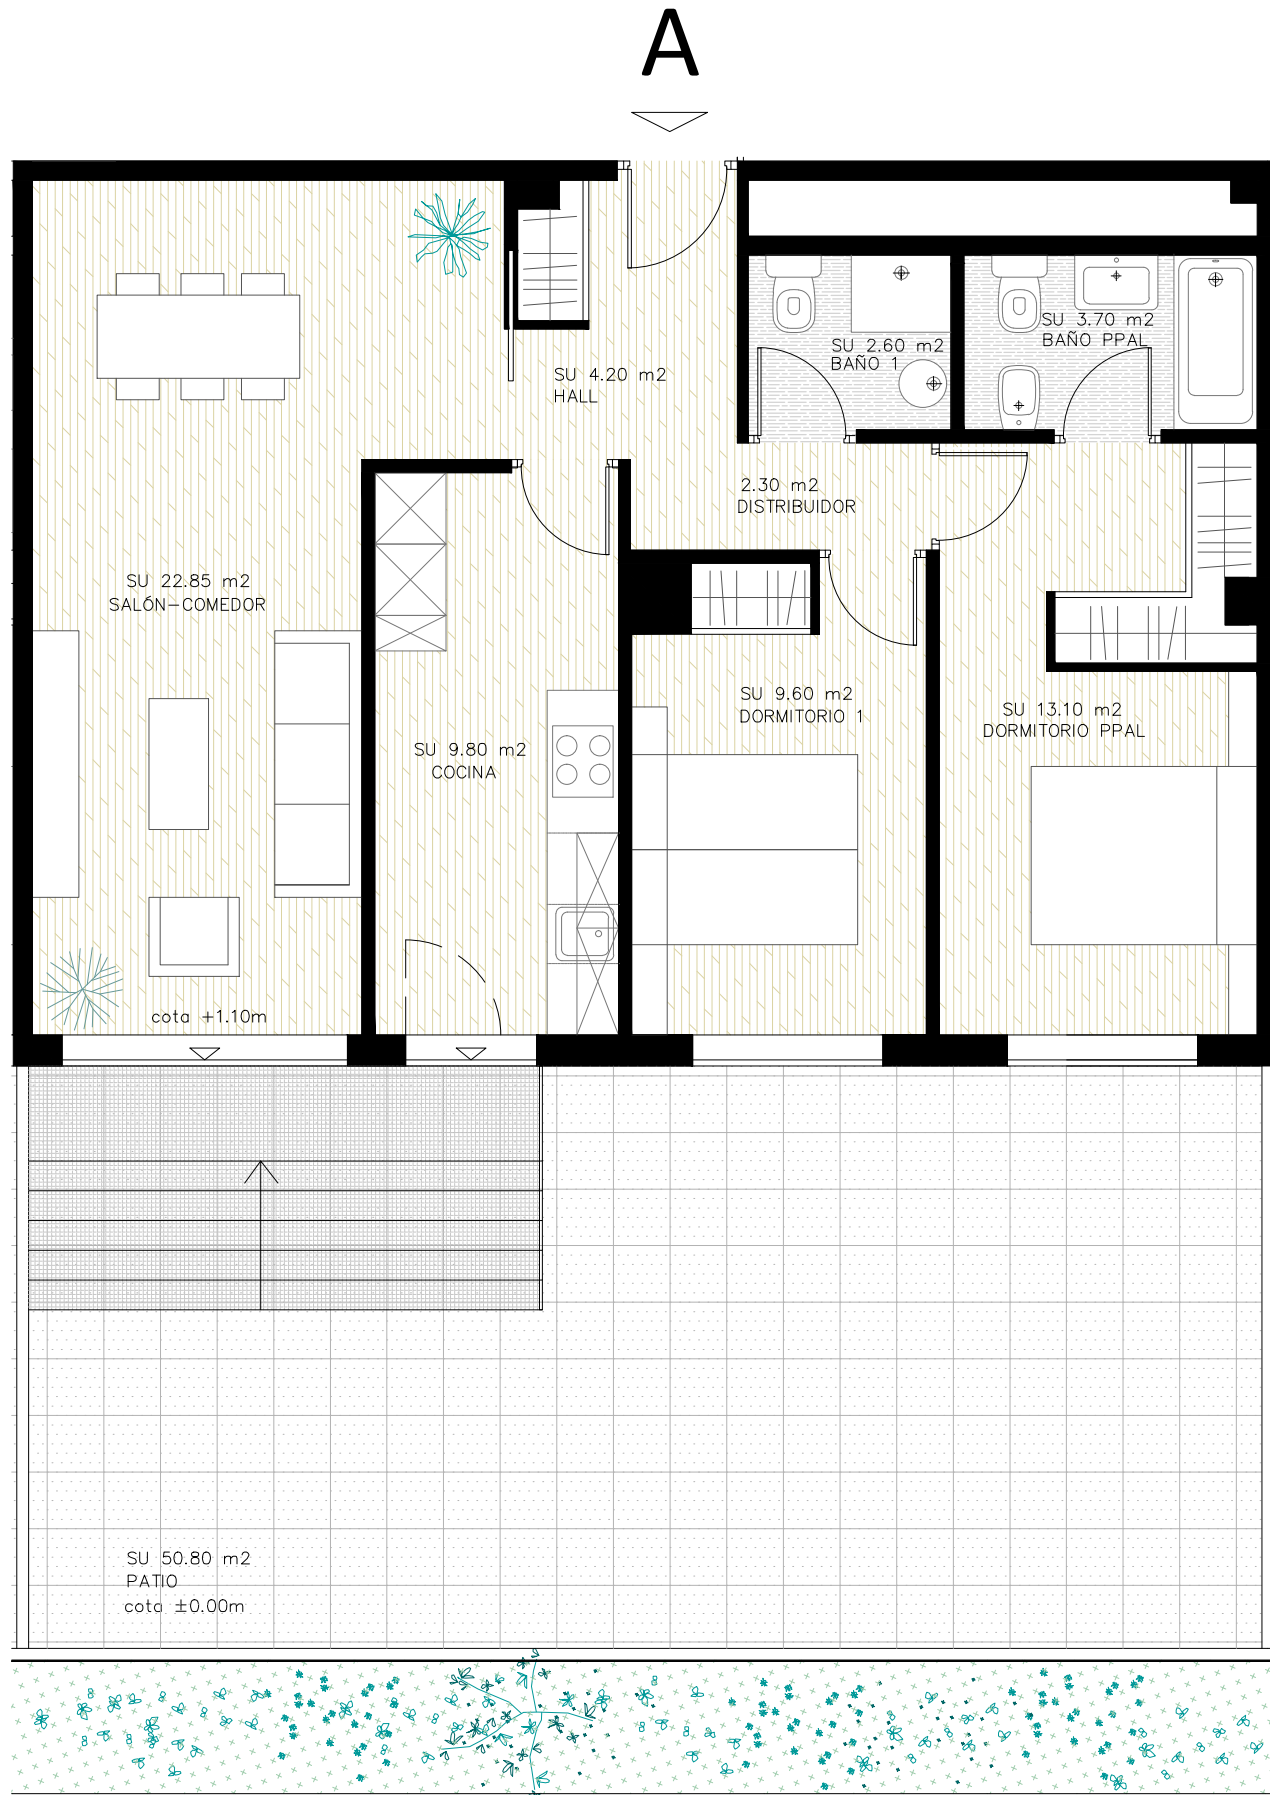 A
SU 3.70 m2
BAÑO PPAL
SU 2.60 m2
BAÑO 1
SU 4.20 m2
HALL
2.30 m2
DISTRIBUIDOR
SU 22.85 m2
SALÓN-COMEDOR
SU 9.60 m2
DORMITORIO 1
SU 13.10 m2
DORMITORIO PPAL
SU 9.80 m2
COCINA
cota +1.10m
SU 50.80 m2
PATIO
cota ±0.00m